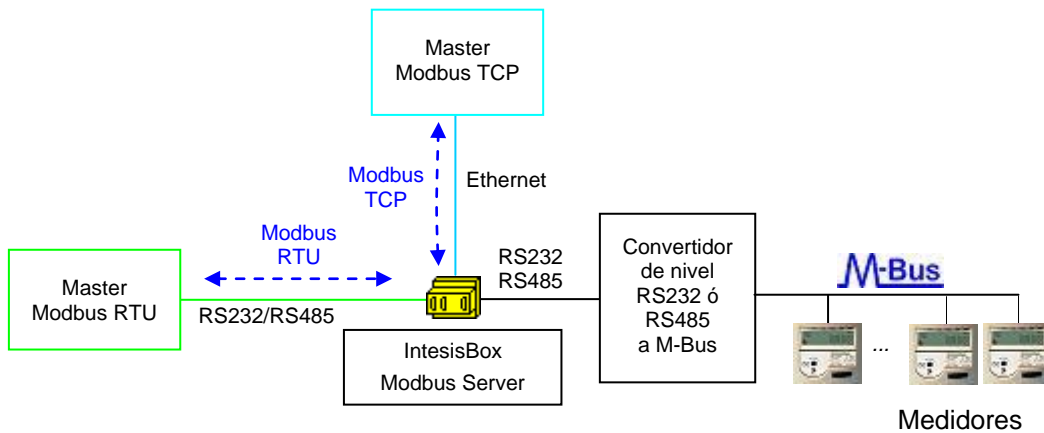 Master
Modbus TCP
Modbus
TCP
Ethernet
Modbus
RTU
Master
Modbus RTU
RS232/RS485
RS232
RS485
IntesisBox
Modbus Server
Convertidor
de nivel
RS232 ó
RS485
a M-Bus
M-Bus
...
Medidores